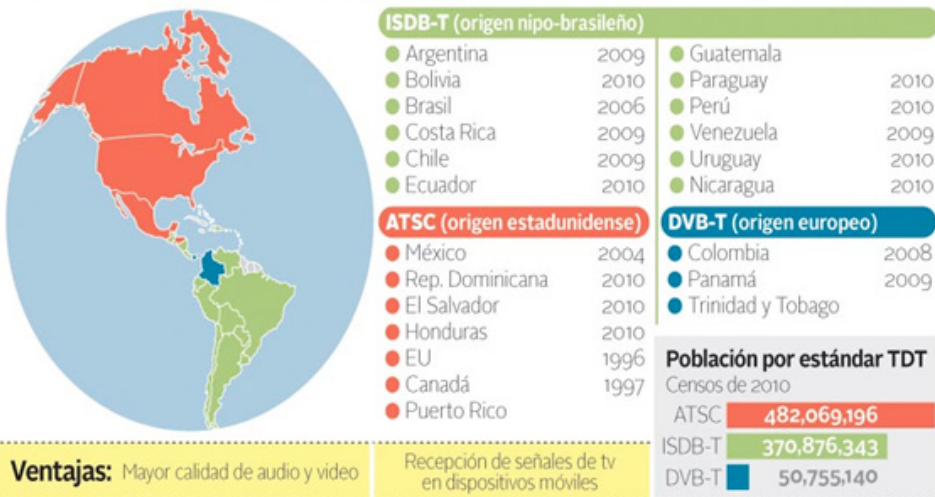 ISDB-T (origen nipo-brasileño)
Argentina 2009
Bolivia 2010
Brasil 2006
Costa Rica 2009
Chile 2009
Ecuador 2010
Guatemala
Paraguay 2010
Perú 2010
Venezuela 2009
Uruguay 2010
Nicaragua 2010
ATSC (origen estadunidense)
México 2004
Rep. Dominicana 2010
El Salvador 2010
Honduras 2010
EU 1996
Canadá 1997
Puerto Rico
DVB-T (origen europeo)
Colombia 2008
Panamá 2009
Trinidad y Tobago
Población por estándar TDT
Censos de 2010
ATSC 482,069,196
ISDB-T 370,876,343
DVB-T 50,755,140
Ventajas: Mayor calidad de audio y video
Recepción de señales de tv
en dispositivos móviles